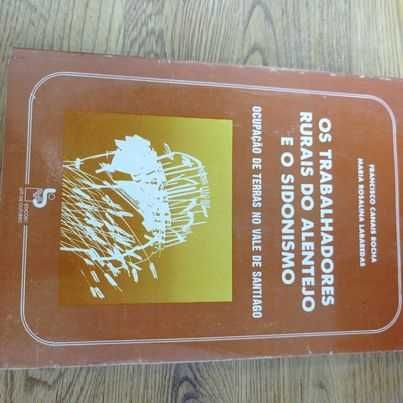 FRANCISCO CANAIS ROCHA
MARIA ROSALINA LABAREDAS
OS TRABALHADORES
RURAIS DO ALENTEJO
E O SIDONISMO
OCUPAÇÃO DE TERRAS NO VALE DE SANTIAGO